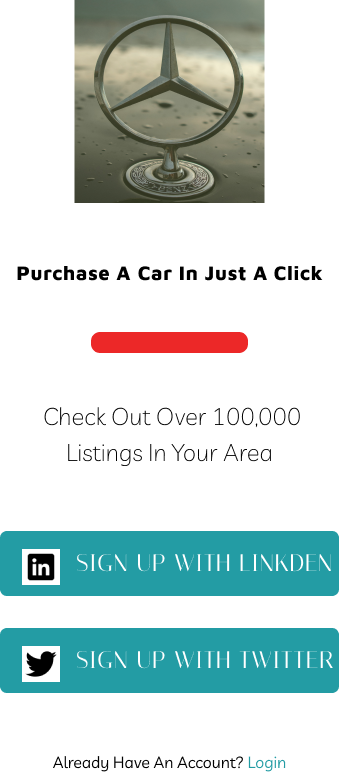 Purchase A Car In Just A Click
Check Out Over 100,000
Listings In Your Area
in SIGN UP WITH LINKDEN
SIGN UP WITH TWITTER
Already Have An Account? Login